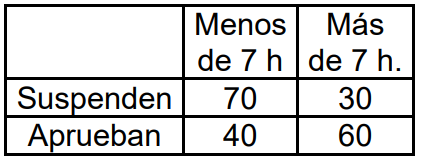 Menos Más
de 7 h de 7 h.
Suspenden 70 30
Aprueban 40 60